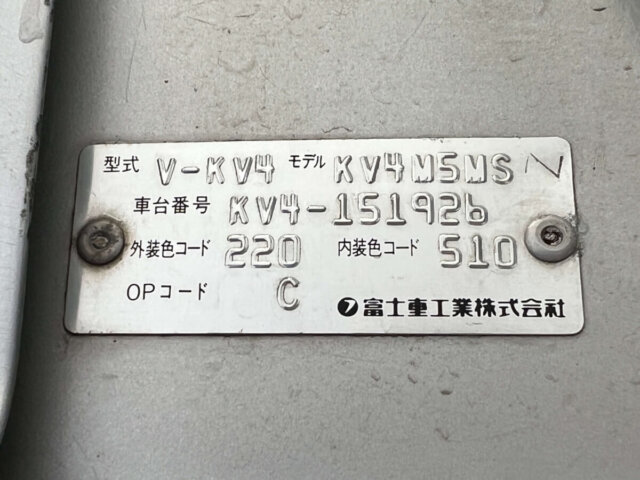 型式 V-KV4 モデル KV4M5MS N
車台番号 KV4-151926
外装色コード 220 内装色コード 510
OPコード C
フ 富士重工業株式会社